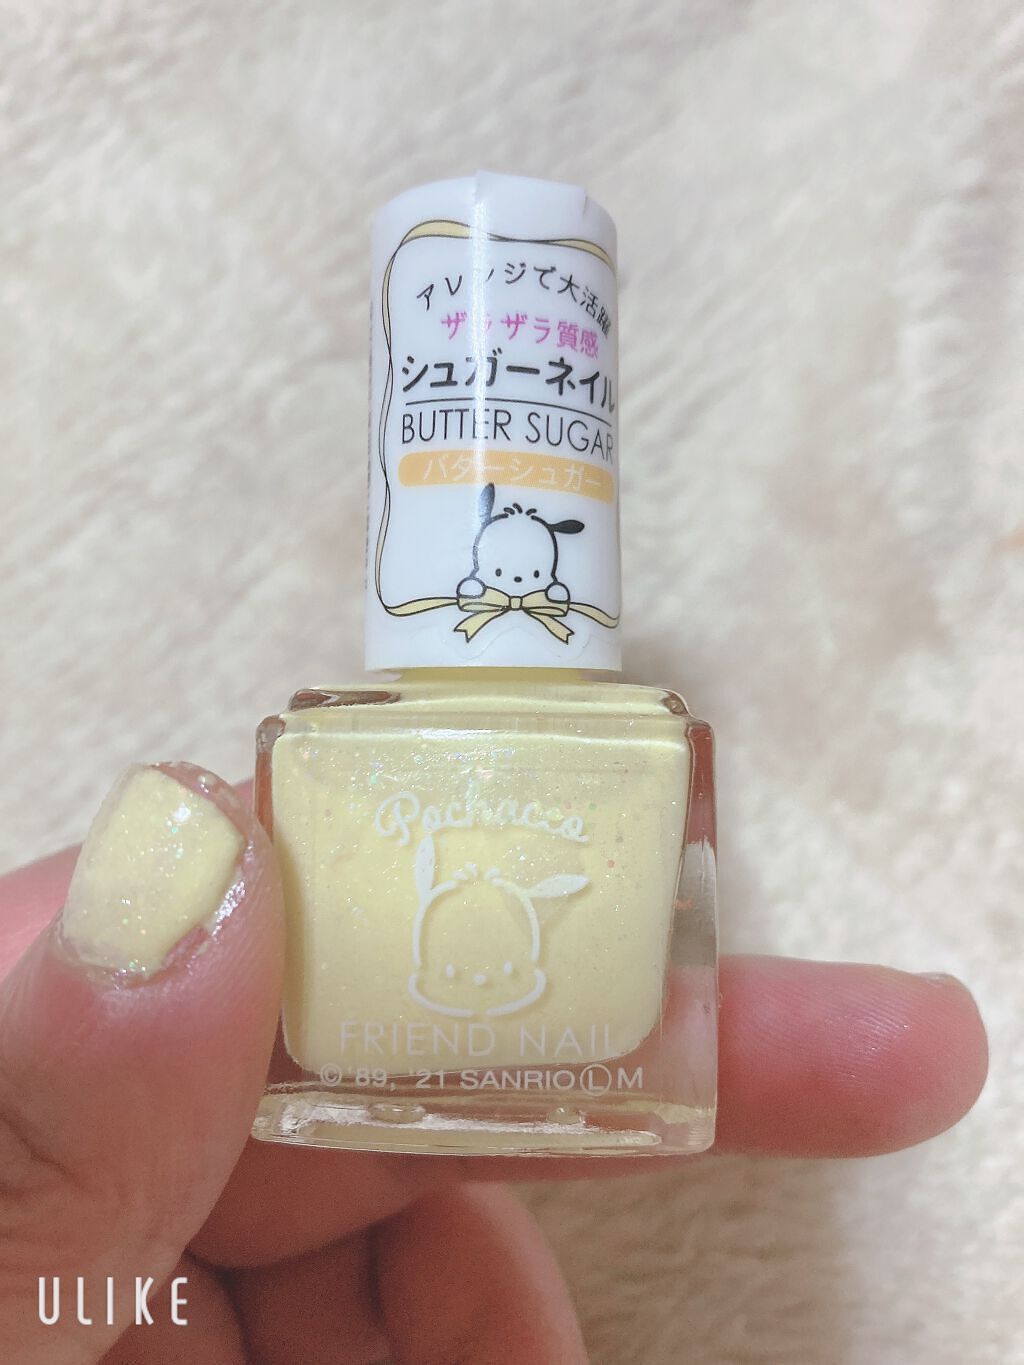 アレンジで大活躍
ザラザラ質感
シュガーネイル
BUTTER SUGAR
バターシュガー
Pochacco
FRIEND NAIL
© '89, '21 SANRIO Ⓛ M
ULIKE